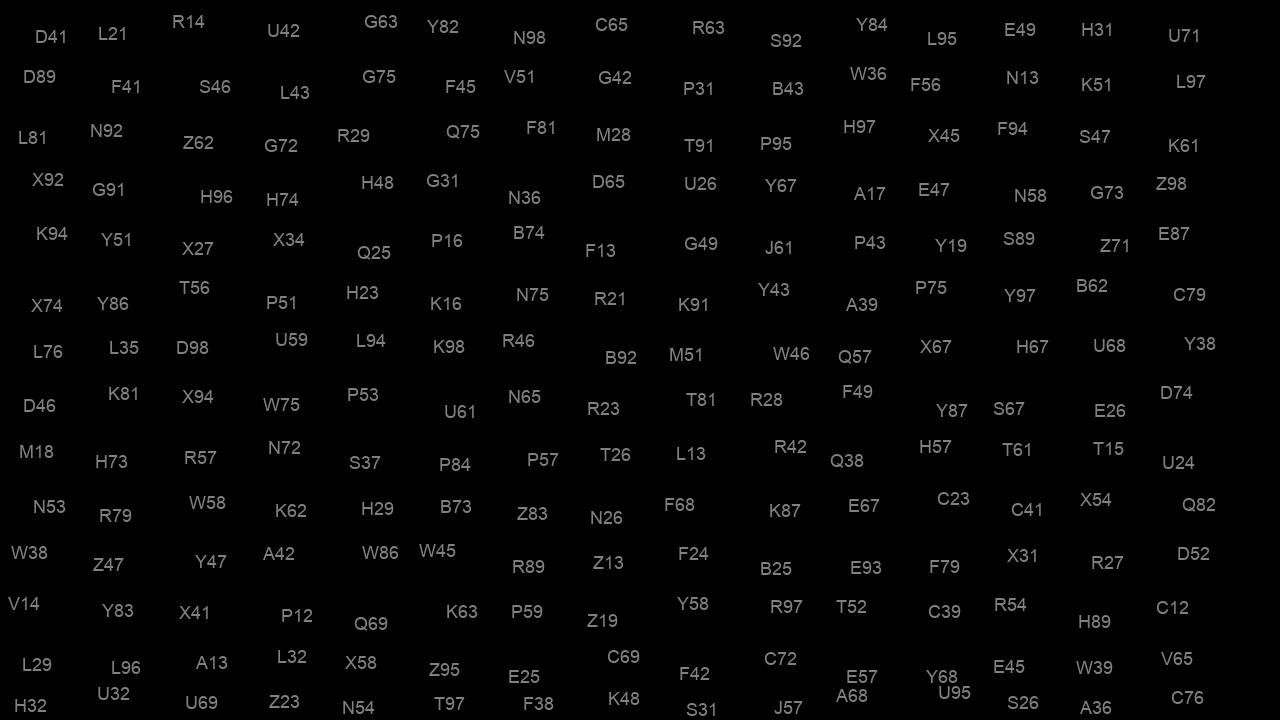 D41 L21 R14 U42 G63 Y82 N98 C65 R63 S92 Y84 L95 E49 H31 U71
D89 F41 S46 L43 G75 F45 V51 G42 P31 B43 W36 F56 N13 K51 L97
L81 N92 Z62 G72 R29 Q75 F81 M28 T91 P95 H97 X45 F94 S47 K61
X92 G91 H96 H74 H48 G31 N36 D65 U26 Y67 A17 E47 N58 G73 Z98
K94 Y51 X27 X34 Q25 P16 B74 F13 G49 J61 P43 Y19 S89 Z71 E87
X74 Y86 T56 P51 H23 K16 N75 R21 K91 Y43 A39 P75 Y97 B62 C79
L76 L35 D98 U59 L94 K98 R46 B92 M51 W46 Q57 X67 H67 U68 Y38
D46 K81 X94 W75 P53 U61 N65 R23 T81 R28 F49 Y87 S67 E26 D74
M18 H73 R57 N72 S37 P84 P57 T26 L13 R42 Q38 H57 T61 T15 U24
N53 R79 W58 K62 H29 B73 Z83 N26 F68 K87 E67 C23 C41 X54 Q82
W38 Z47 Y47 A42 W86 W45 R89 Z13 F24 B25 E93 F79 X31 R27 D52
V14 Y83 X41 P12 Q69 K63 P59 Z19 Y58 R97 T52 C39 R54 H89 C12
L29 L96 A13 L32 X58 Z95 E25 C69 F42 C72 E57 Y68 E45 W39 V65
H32 U32 U69 Z23 N54 T97 F38 K48 S31 J57 A68 U95 S26 A36 C76